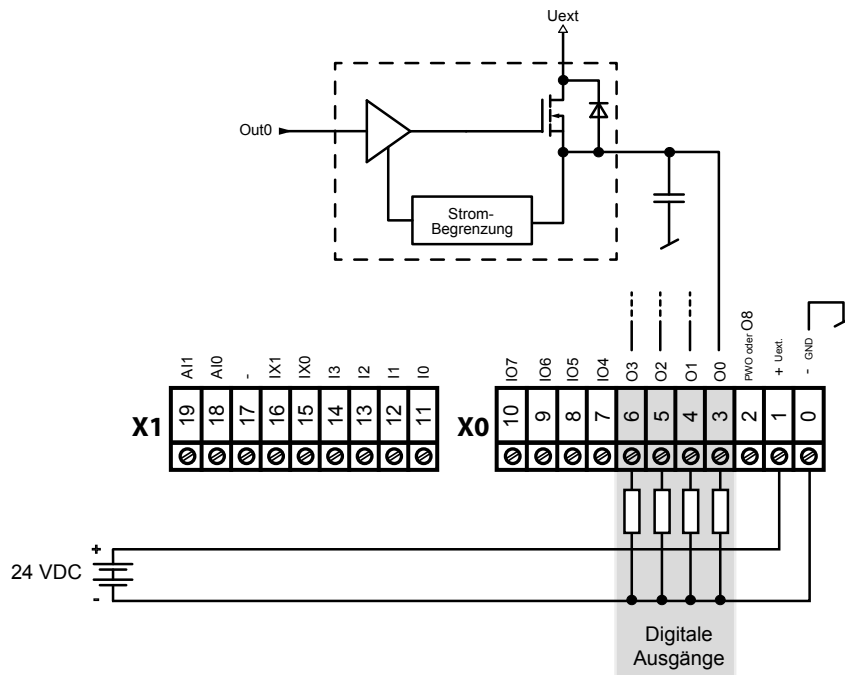 Uext
Out0
Strom-
Begrenzung
AI1
AI0
-
IX1
IX0
I3
I2
I1
I0
IO7
IO6
IO5
IO4
O3
O2
O1
O0
PWO oder O8
+ Uext.
- GND
X1
19
18
17
16
15
14
13
12
11
X0
10
9
8
7
6
5
4
3
2
1
0
+
24 VDC
-
Digitale
Ausgänge